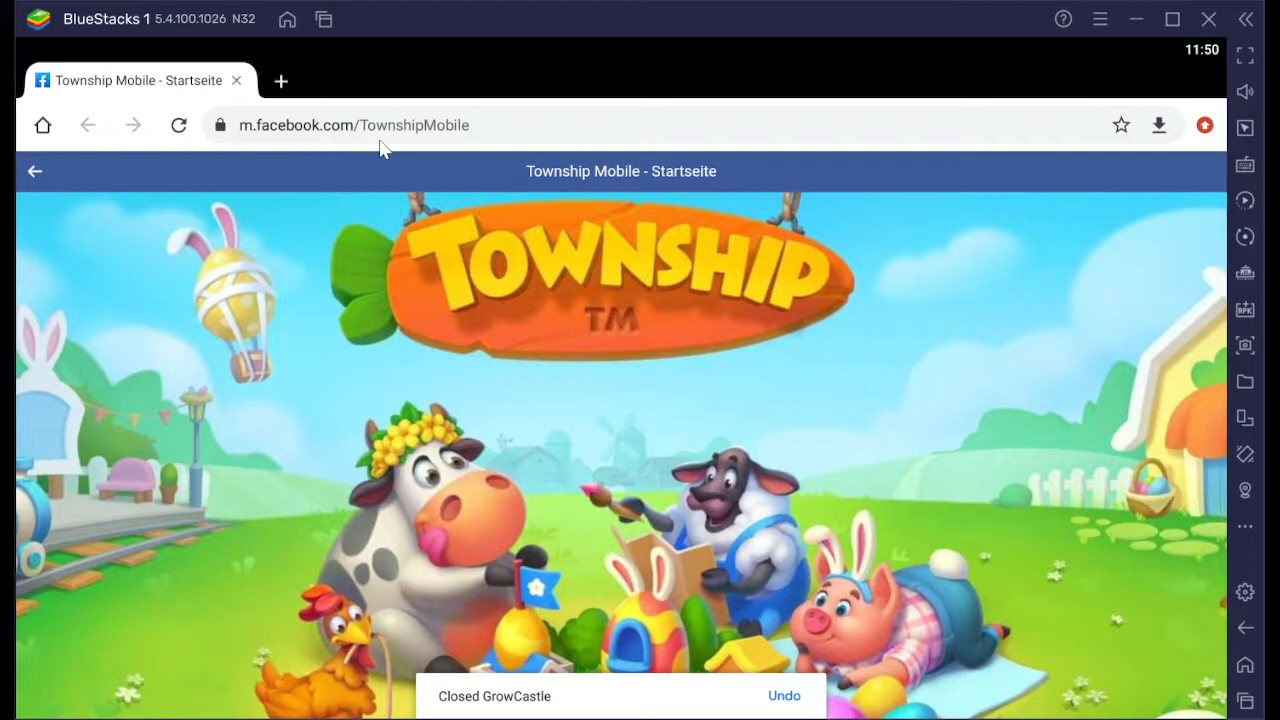 BlueStacks 1 5.4.100.1026 N32
11:50
Township Mobile - Startseite
m.facebook.com/TownshipMobile
Township Mobile - Startseite
TOWNSHIP
TM
Closed GrowCastle Undo